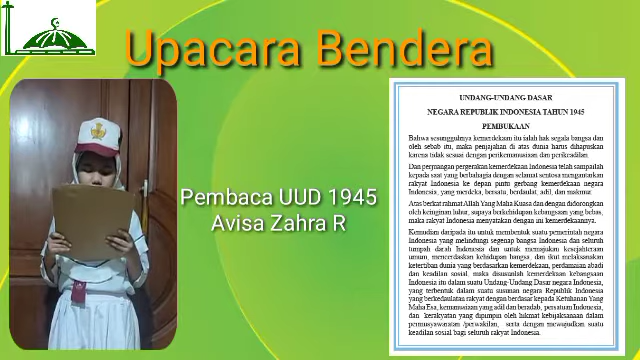 Upacara Bendera
Pembaca UUD 1945
Avisa Zahra R
UNDANG-UNDANG DASAR
NEGARA REPUBLIK INDONESIA TAHUN 1945
PEMBUKAAN
Bahwa sesungguhnya kemerdekaan itu ialah hak segala bangsa dan
oleh sebab itu, maka penjajahan di atas dunia harus dihapuskan
karena tidak sesuai dengan perikemanusiaan dan perikeadilan.
Dan perjuangan pergerakan kemerdekaan Indonesia telah sampailah
kepada saat yang berbahagia dengan selamat sentosa mengantarkan
rakyat Indonesia ke depan pintu gerbang kemerdekaan negara
Indonesia, yang merdeka, bersatu, berdaulat, adil, dan makmur.
Atas berkat rahmat Allah Yang Maha Kuasa dan dengan didorongkan
oleh keinginan luhur, supaya berkehidupan kebangsaan yang bebas,
maka rakyat Indonesia menyatakan dengan ini kemerdekaannya.
Kemudian daripada itu untuk membentuk suatu pemerintah negara
Indonesia yang melindungi segenap bangsa Indonesia dan seluruh
tumpah darah Indonesia dan untuk memajukan kesejahteraan
umum, mencerdaskan kehidupan bangsa, dan ikut melaksanakan
ketertiban dunia yang berdasarkan kemerdekaan, perdamaian abadi
dan keadilan sosial, maka disusunlah kemerdekaan kebangsaan
Indonesia itu dalam suatu Undang-Undang Dasar negara Indonesia,
yang terbentuk dalam suatu susunan negara Republik Indonesia
yang berkedaulatan rakyat dengan berdasar kepada Ketuhanan Yang
Maha Esa, kemanusiaan yang adil dan beradab, persatuan Indonesia,
dan kerakyatan yang dipimpin oleh hikmat kebijaksanaan dalam
permusyawaratan /perwakilan, serta dengan mewujudkan suatu
keadilan sosial bagi seluruh rakyat Indonesia.